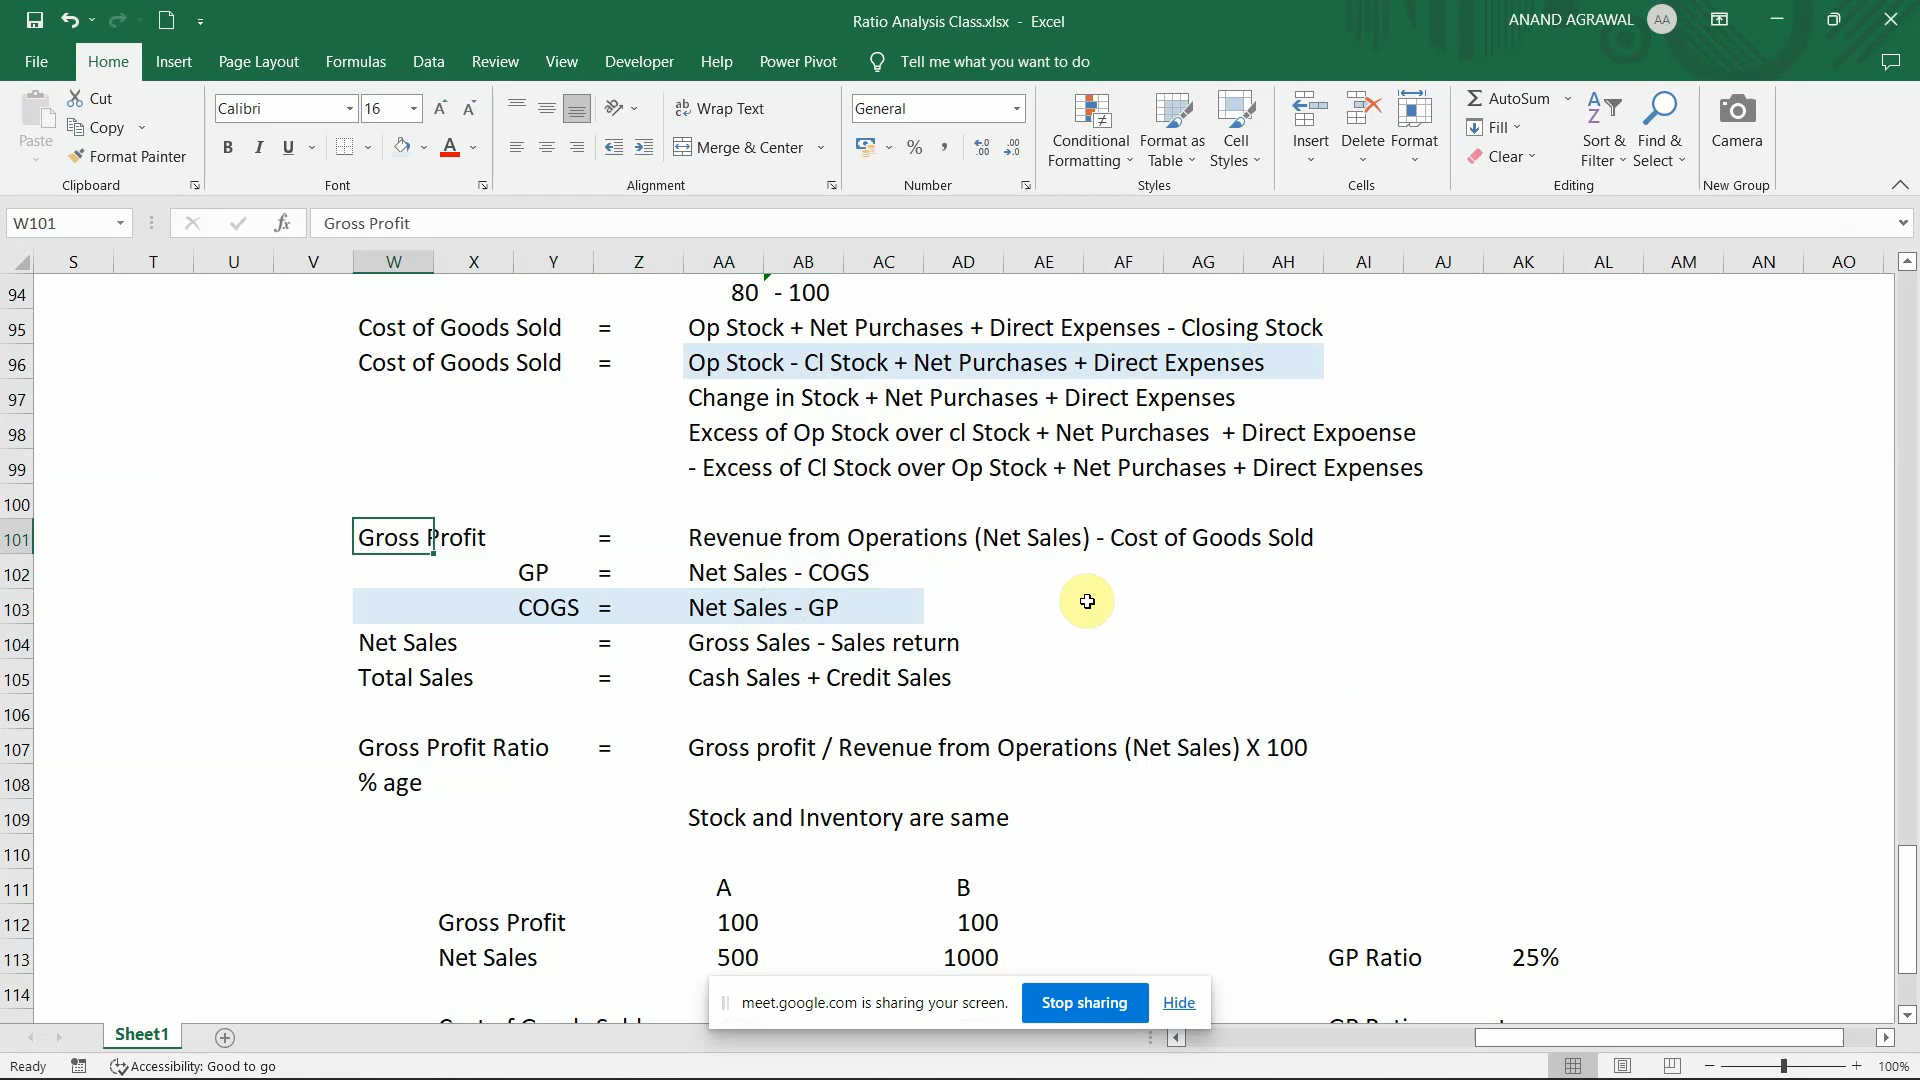 Ratio Analysis Class.xlsx - Excel
ANAND AGRAWAL AA
File Home Insert Page Layout Formulas Data Review View Developer Help Power Pivot Tell me what you want to do
Paste
Cut
Copy
Format Painter
Clipboard
Calibri 16
B I U
Font
Wrap Text
Merge & Center
Alignment
General
Number
Conditional Formatting
Format as Table
Cell Styles
Styles
Insert Delete Format
Cells
AutoSum
Fill
Clear
Sort & Filter
Find & Select
Editing
Camera
New Group
W101 fx Gross Profit
S T U V W X Y Z AA AB AC AD AE AF AG AH AI AJ AK AL AM AN AO
94 80 - 100
95 Cost of Goods Sold = Op Stock + Net Purchases + Direct Expenses - Closing Stock
96 Cost of Goods Sold = Op Stock - Cl Stock + Net Purchases + Direct Expenses
97 Change in Stock + Net Purchases + Direct Expenses
98 Excess of Op Stock over cl Stock + Net Purchases + Direct Expoense
99 - Excess of Cl Stock over Op Stock + Net Purchases + Direct Expenses
100
101 Gross Profit = Revenue from Operations (Net Sales) - Cost of Goods Sold
102 GP = Net Sales - COGS
103 COGS = Net Sales - GP
104 Net Sales = Gross Sales - Sales return
105 Total Sales = Cash Sales + Credit Sales
106
107 Gross Profit Ratio = Gross profit / Revenue from Operations (Net Sales) X 100
108 % age
109 Stock and Inventory are same
110
111 A B
112 Gross Profit 100 100
113 Net Sales 500 1000 GP Ratio 25%
114
meet.google.com is sharing your screen. Stop sharing Hide
Sheet1
Ready Accessibility: Good to go 100%